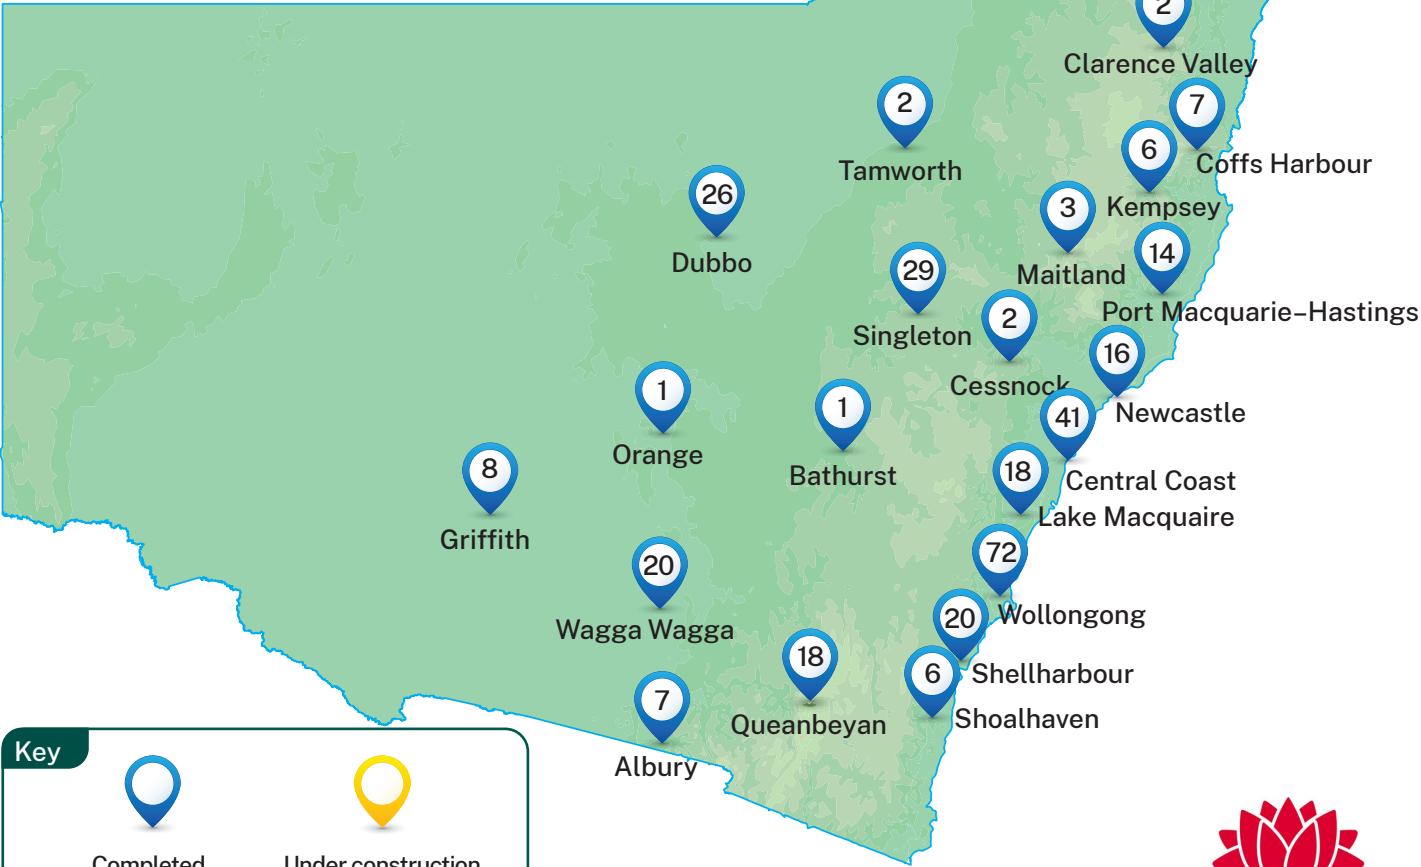 2
Clarence Valley
7
Coffs Harbour
2
Tamworth
6
Kempsey
26
Dubbo
3
Maitland
14
Port Macquarie–Hastings
29
Singleton
2
Cessnock
16
Newcastle
1
Orange
1
Bathurst
41
Central Coast
8
Griffith
18
Lake Macquaire
72
Wollongong
20
Wagga Wagga
20
Shellharbour
18
Queanbeyan
6
Shoalhaven
7
Albury
Key
Completed
Under construction